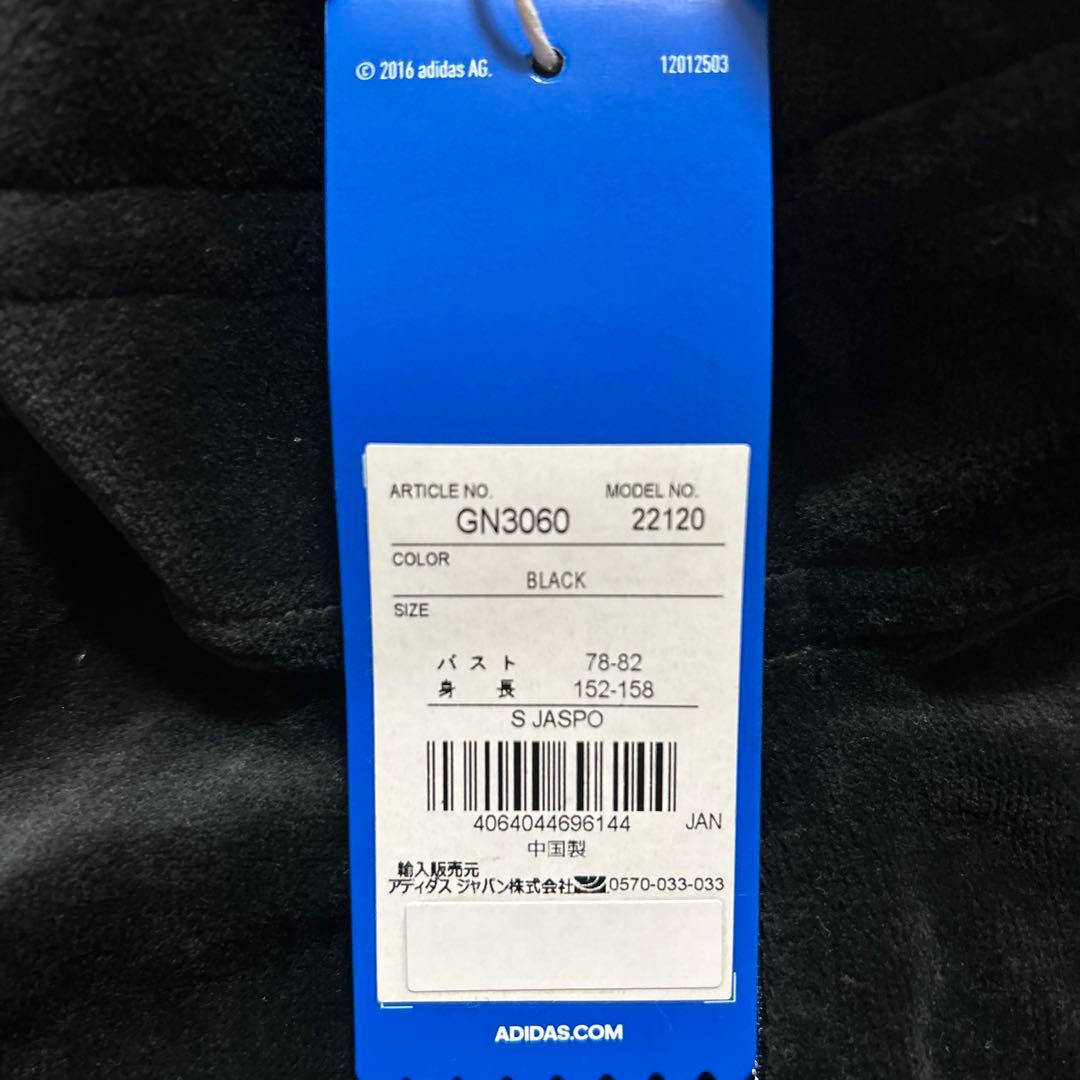 © 2016 adidas AG. 12012503
ARTICLE NO. MODEL NO.
GN3060 22120
COLOR
BLACK
SIZE
バスト 78-82
身長 152-158
S JASPO
4064044696144 JAN
中国製
輸入販売元
アディダス ジャパン株式会社 0570-033-033
ADIDAS.COM